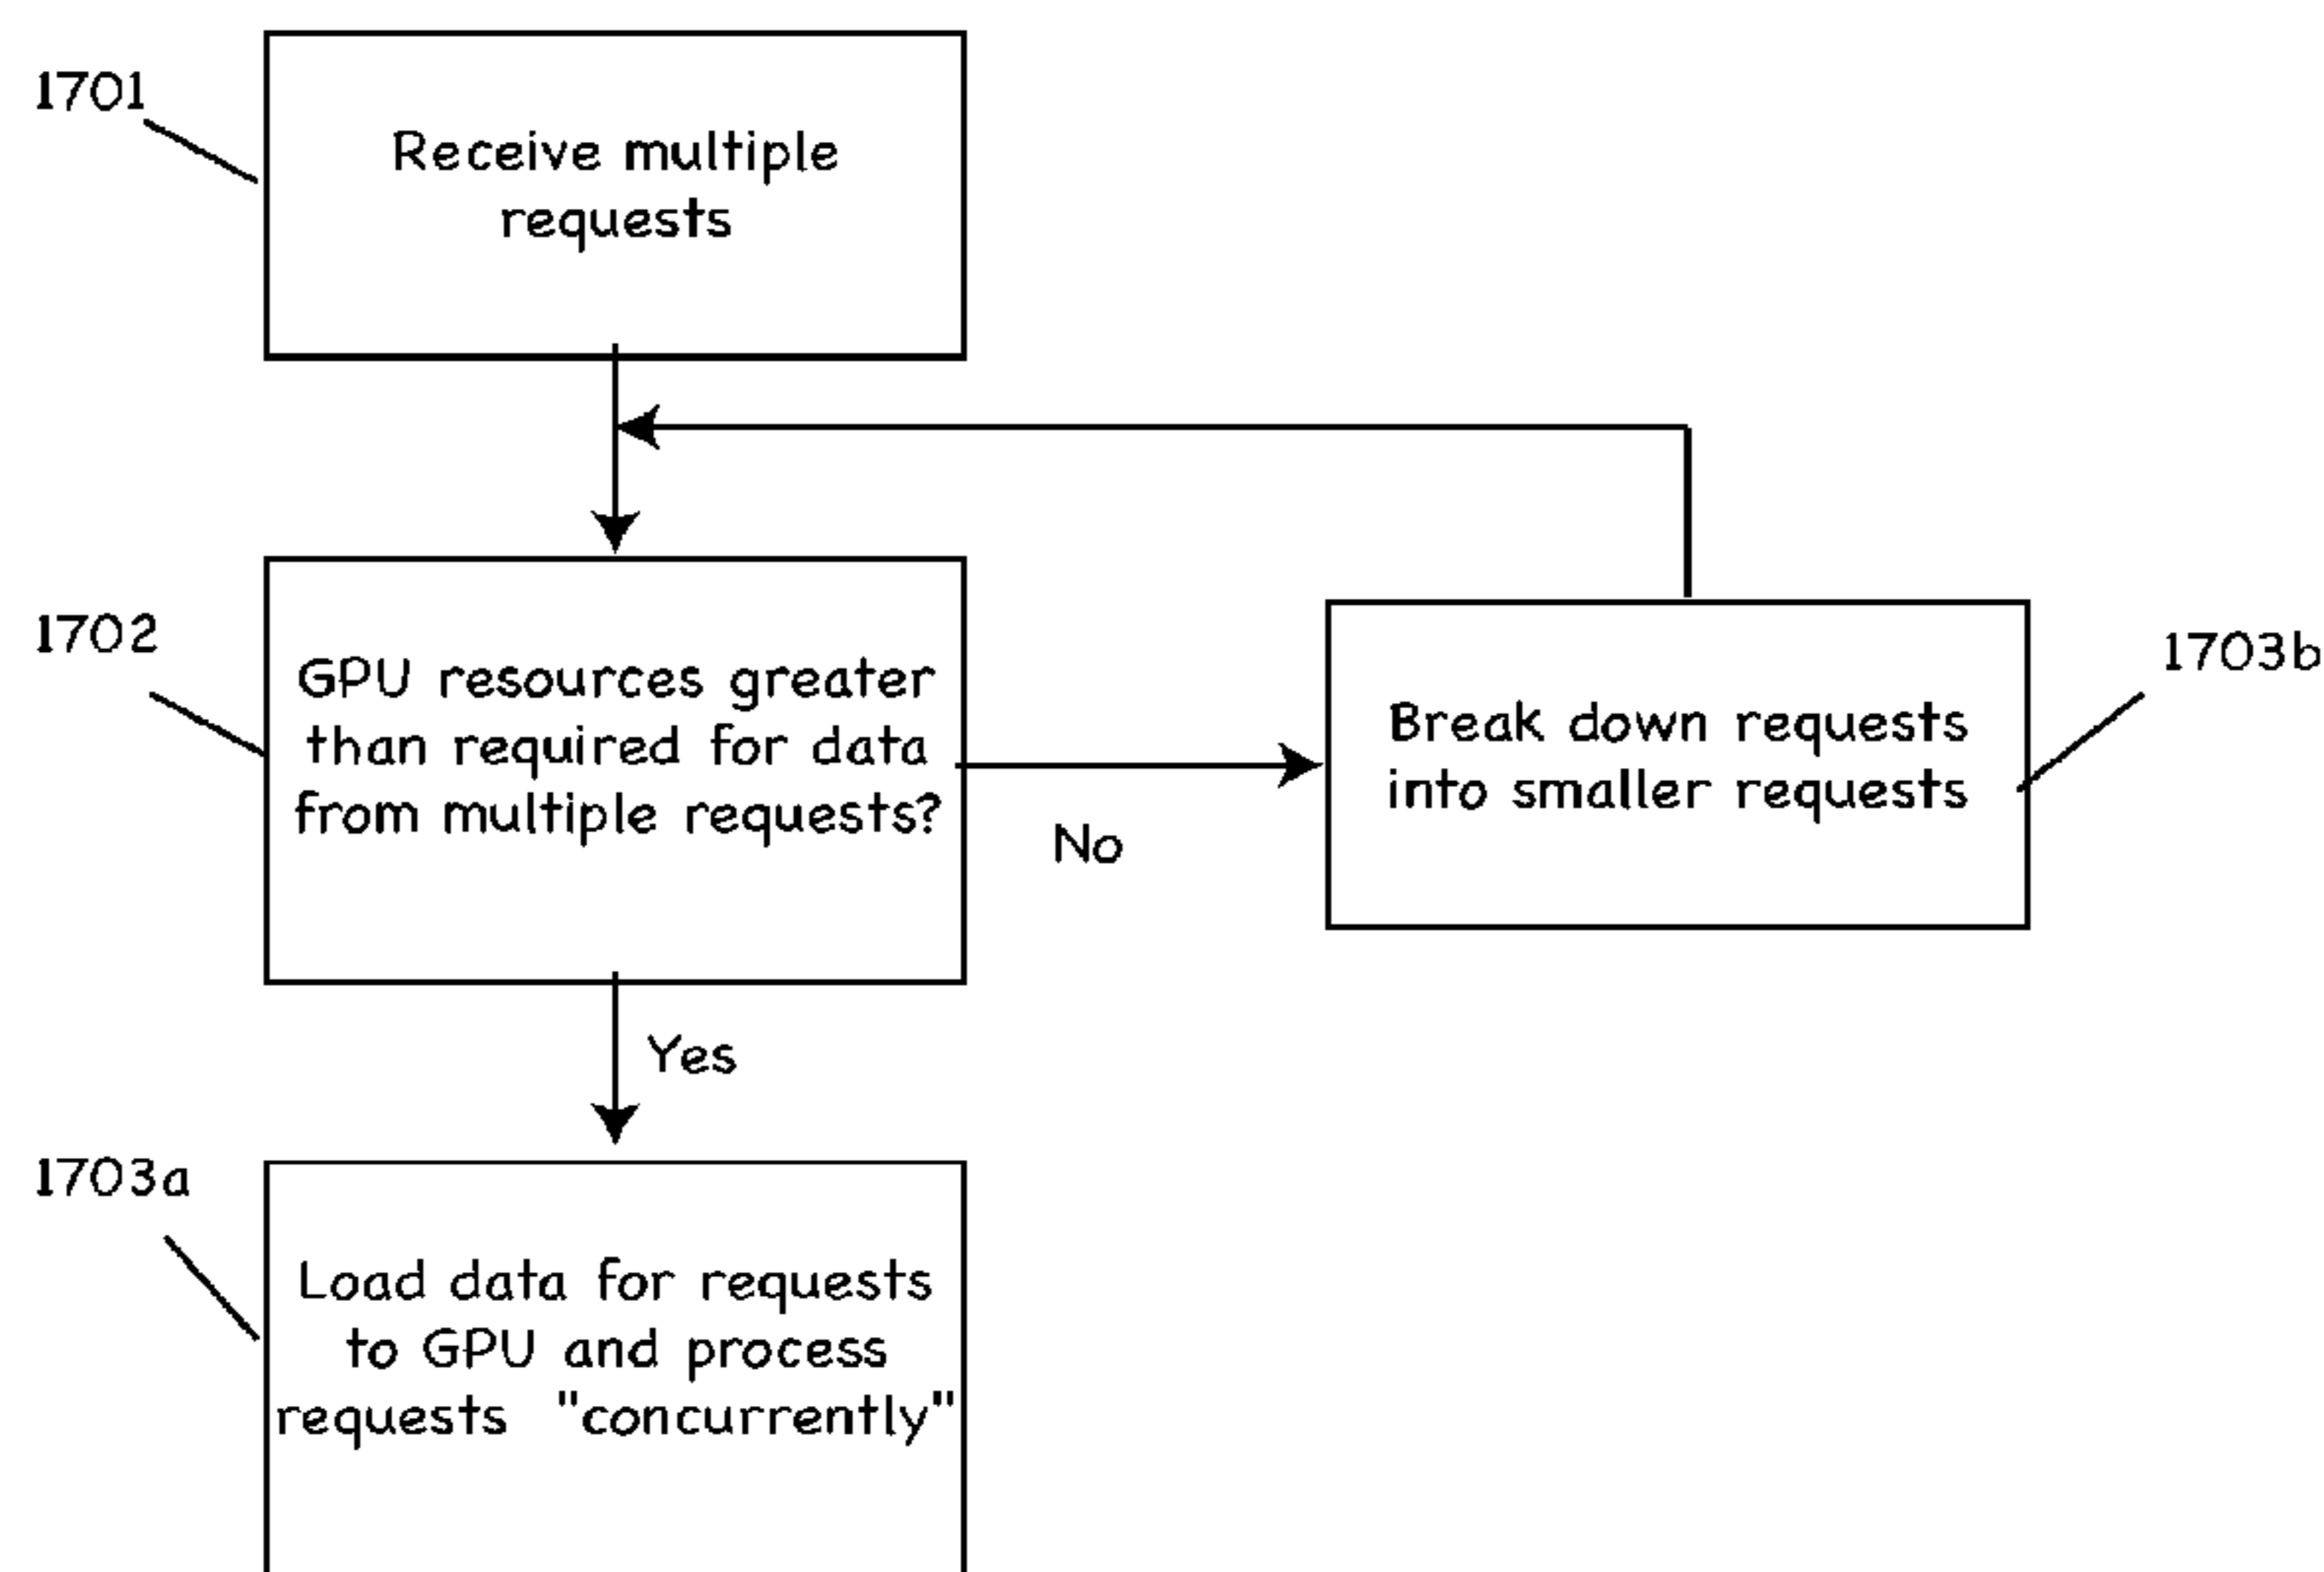 1701
Receive multiple
requests
1702
GPU resources greater
than required for data
from multiple requests?
No
1703b
Break down requests
into smaller requests
Yes
1703a
Load data for requests
to GPU and process
requests "concurrently"